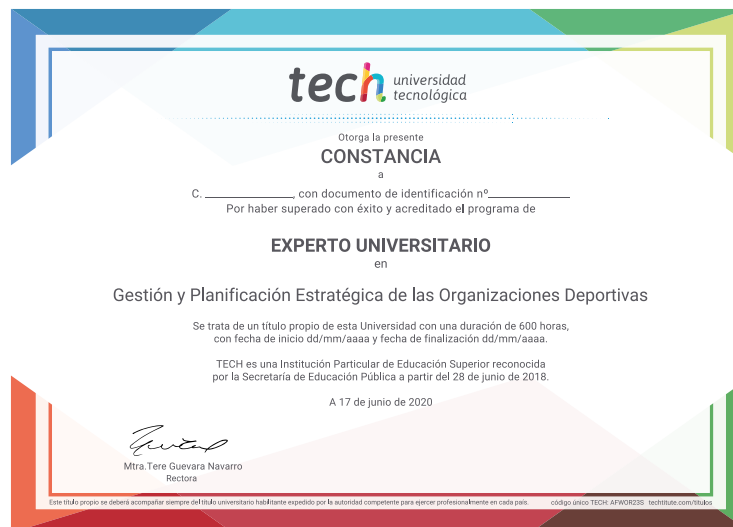 tech universidad
tecnológica
Otorga la presente
CONSTANCIA
a
C. ______________, con documento de identificación nº______________
Por haber superado con éxito y acreditado el programa de
EXPERTO UNIVERSITARIO
en
Gestión y Planificación Estratégica de las Organizaciones Deportivas
Se trata de un título propio de esta Universidad con una duración de 600 horas,
con fecha de inicio dd/mm/aaaa y fecha de finalización dd/mm/aaaa.
TECH es una Institución Particular de Educación Superior reconocida
por la Secretaría de Educación Pública a partir del 28 de junio de 2018.
A 17 de junio de 2020
Mtra.Tere Guevara Navarro
Rectora
Este título propio se deberá acompañar siempre del título universitario habilitante expedido por la autoridad competente para ejercer profesionalmente en cada país. código único TECH: AFWOR23S techtitute.com/titulos